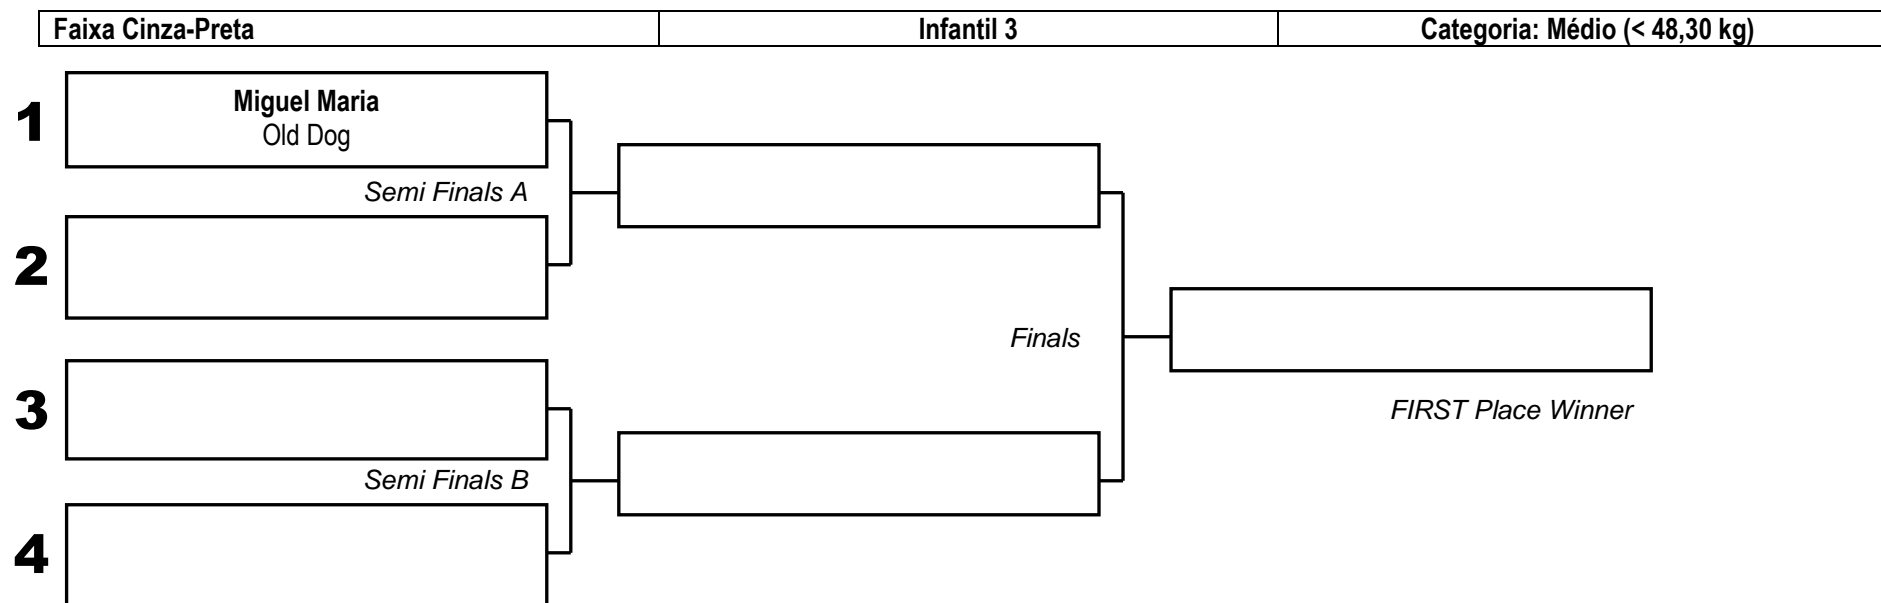 Faixa Cinza-Preta
Infantil 3
Categoria: Médio (< 48,30 kg)
1
Miguel Maria
Old Dog
Semi Finals A
2
Finals
FIRST Place Winner
3
Semi Finals B
4